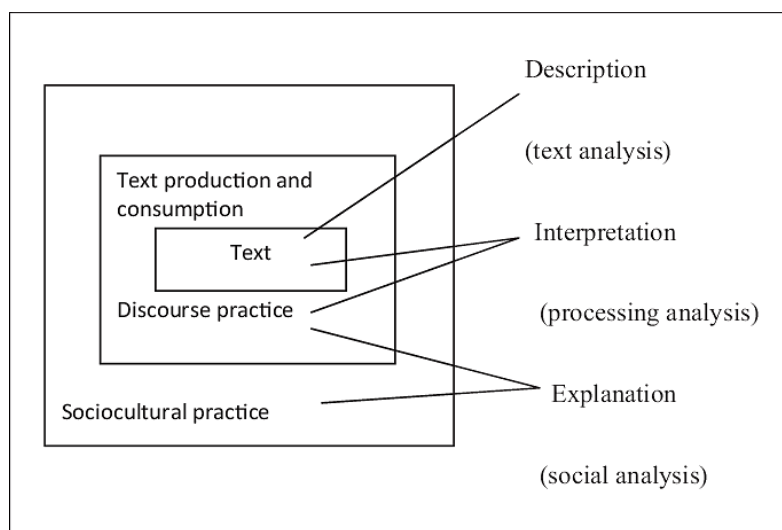 Description
(text analysis)
Text production and
consumption
Text
Interpretation
Discourse practice
(processing analysis)
Explanation
Sociocultural practice
(social analysis)